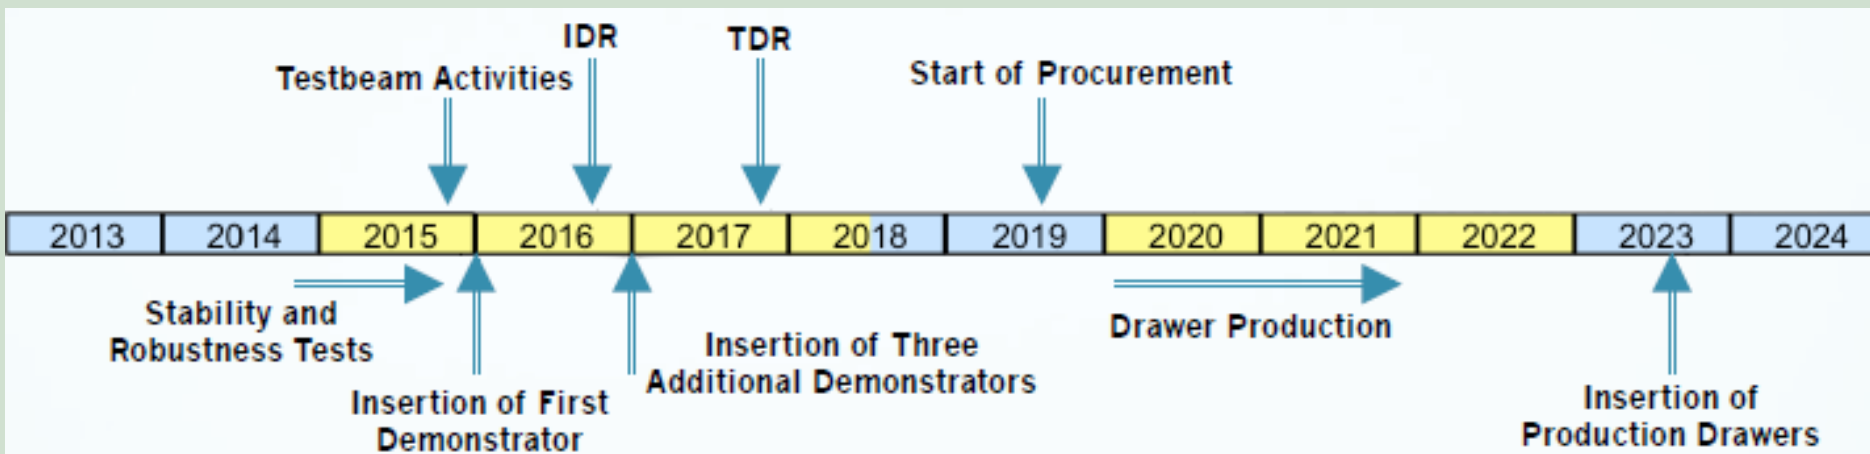 IDR
TDR
Testbeam Activities
Start of Procurement
2013 2014 2015 2016 2017 2018 2019 2020 2021 2022 2023 2024
Stability and
Robustness Tests
Insertion of First
Demonstrator
Insertion of Three
Additional Demonstrators
Drawer Production
Insertion of
Production Drawers